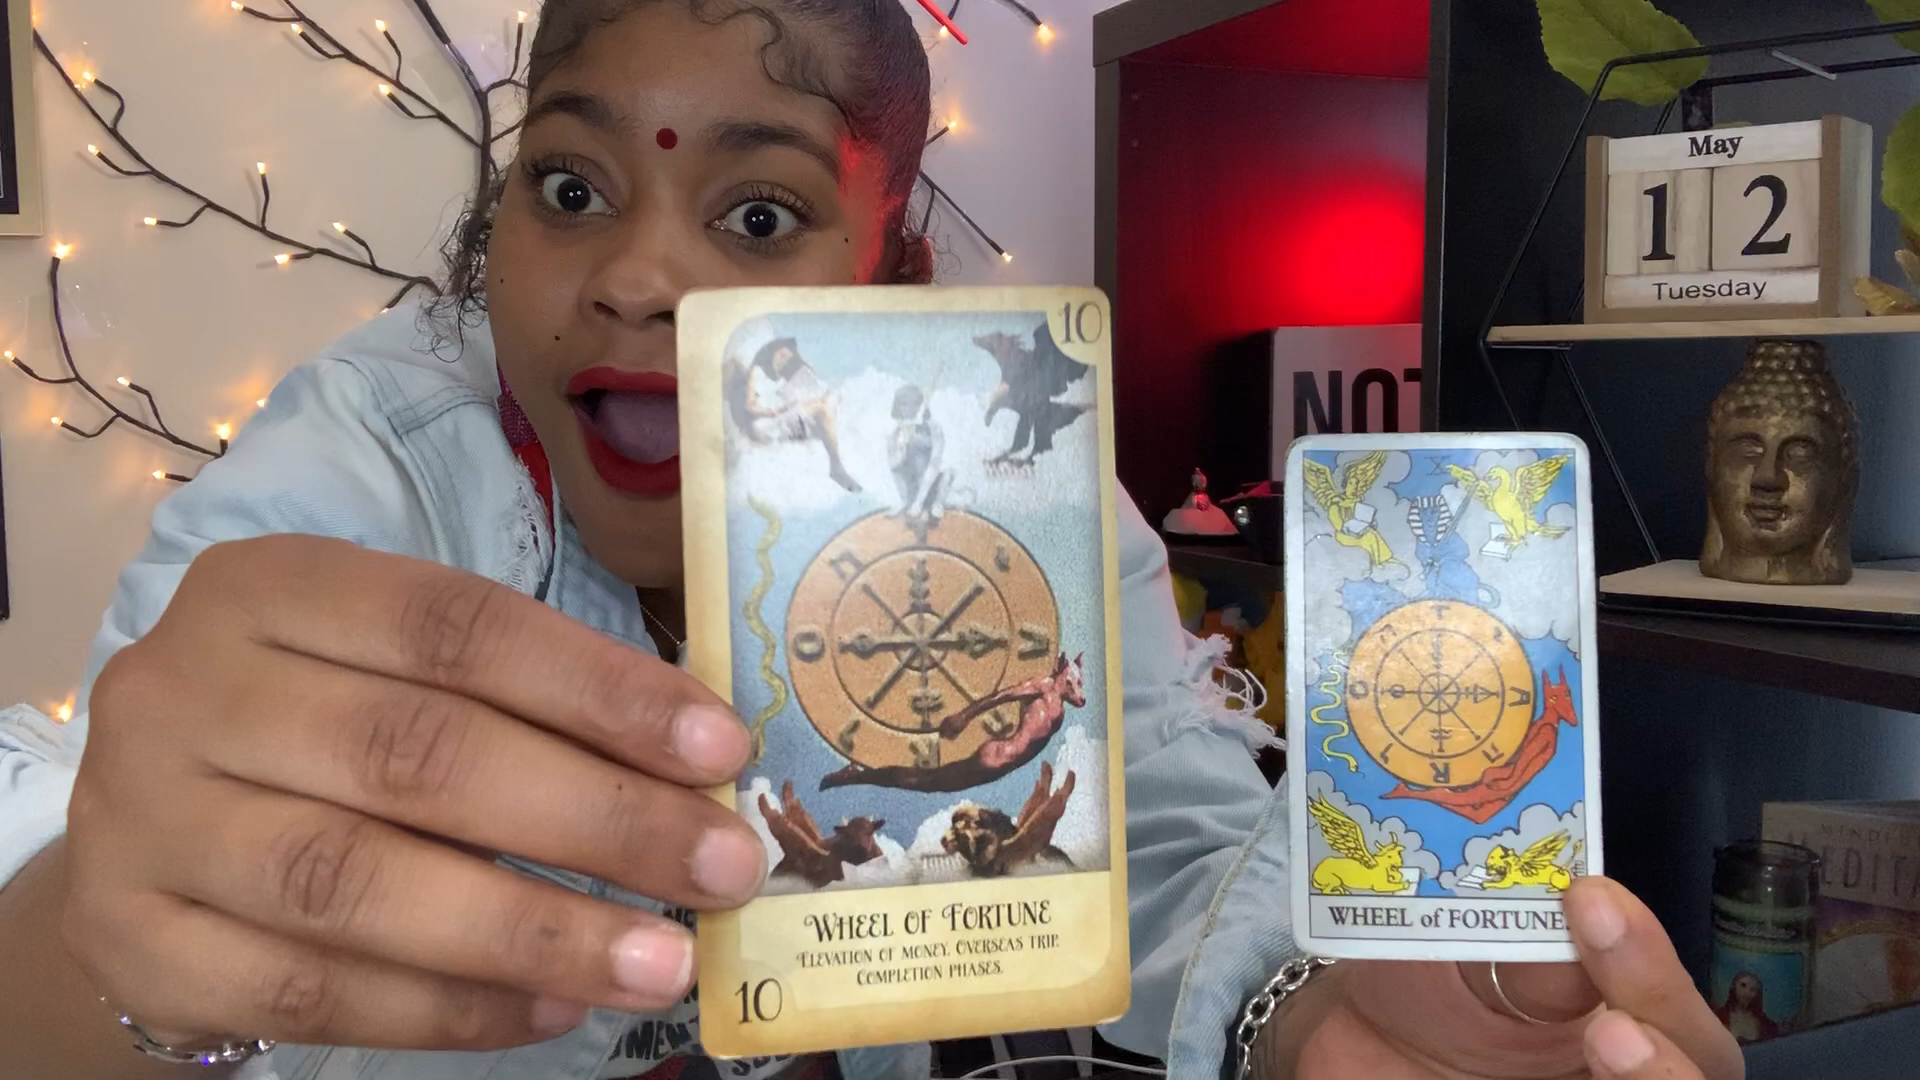 May
12
Tuesday
NOT
10
WHEEL OF FORTUNE
ELEVATION OF MONEY. OVERSEAS TRIP.
COMPLETION PHASES.
10
X
WHEEL of FORTUNE.